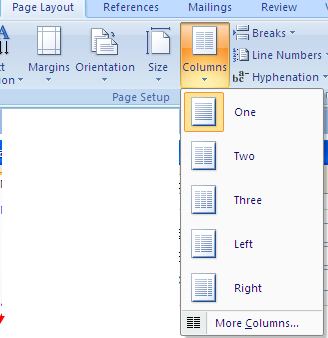 Page Layout References Mailings Review View
Breaks
Line Numbers
Margins Orientation Size Columns Hyphenation
Page Setup
One
Two
Three
Left
Right
More Columns...